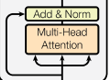 Add & Norm
Multi-Head
Attention